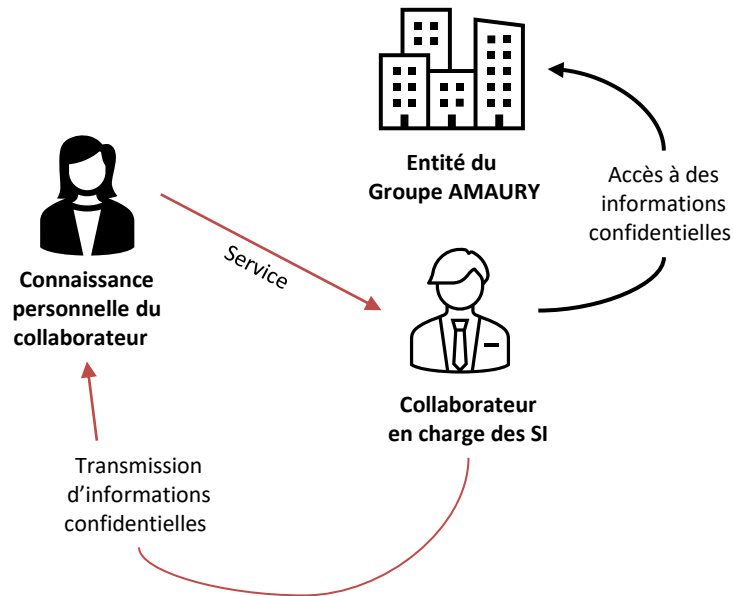 Entité du
Groupe AMAURY
Accès à des
informations
confidentielles
Connaissance
personnelle du
collaborateur
Service
Collaborateur
en charge des SI
Transmission
d’informations
confidentielles